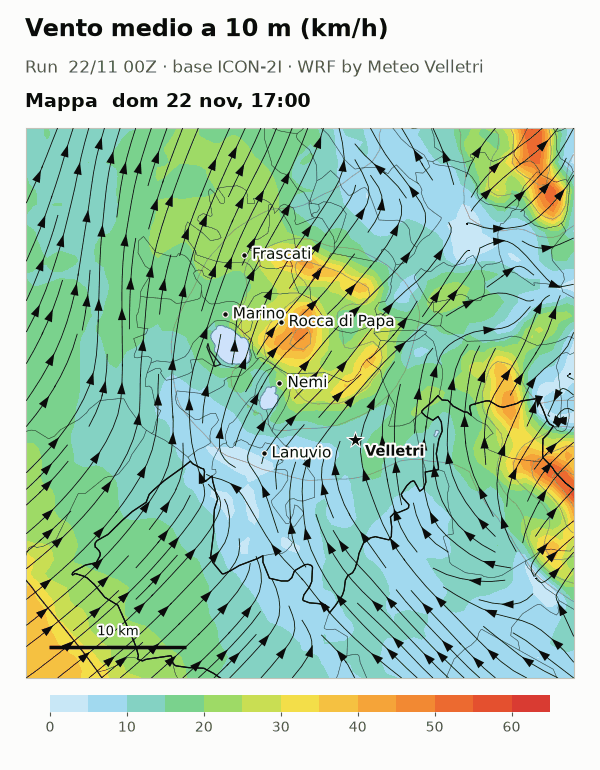 Vento medio a 10 m (km/h)
Run 22/11 00Z · base ICON-2I · WRF by Meteo Velletri
Mappa dom 22 nov, 17:00
Frascati
Marino
Rocca di Papa
Nemi
Velletri
Lanuvio
10 km
0 10 20 30 40 50 60